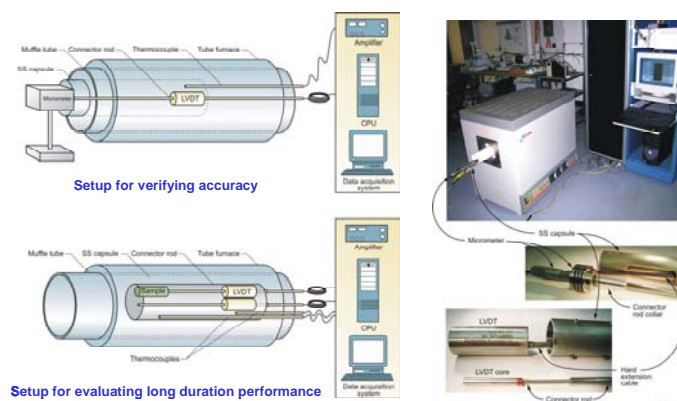 Muffle tube
Connector rod
Thermocouple
Tube furnace
SS capsule
Micrometer
LVDT
Amplifier
CPU
Data acquisition
system
Setup for verifying accuracy
Muffle tube
SS capsule
Connector rod
Tube furnace
Sample
LVDT
Thermocouples
Amplifier
CPU
Data acquisition
system
Setup for evaluating long duration performance
SS capsule
Micrometer
Connector
rod collar
LVDT
Hard
extension
cable
LVDT core
Connector rod